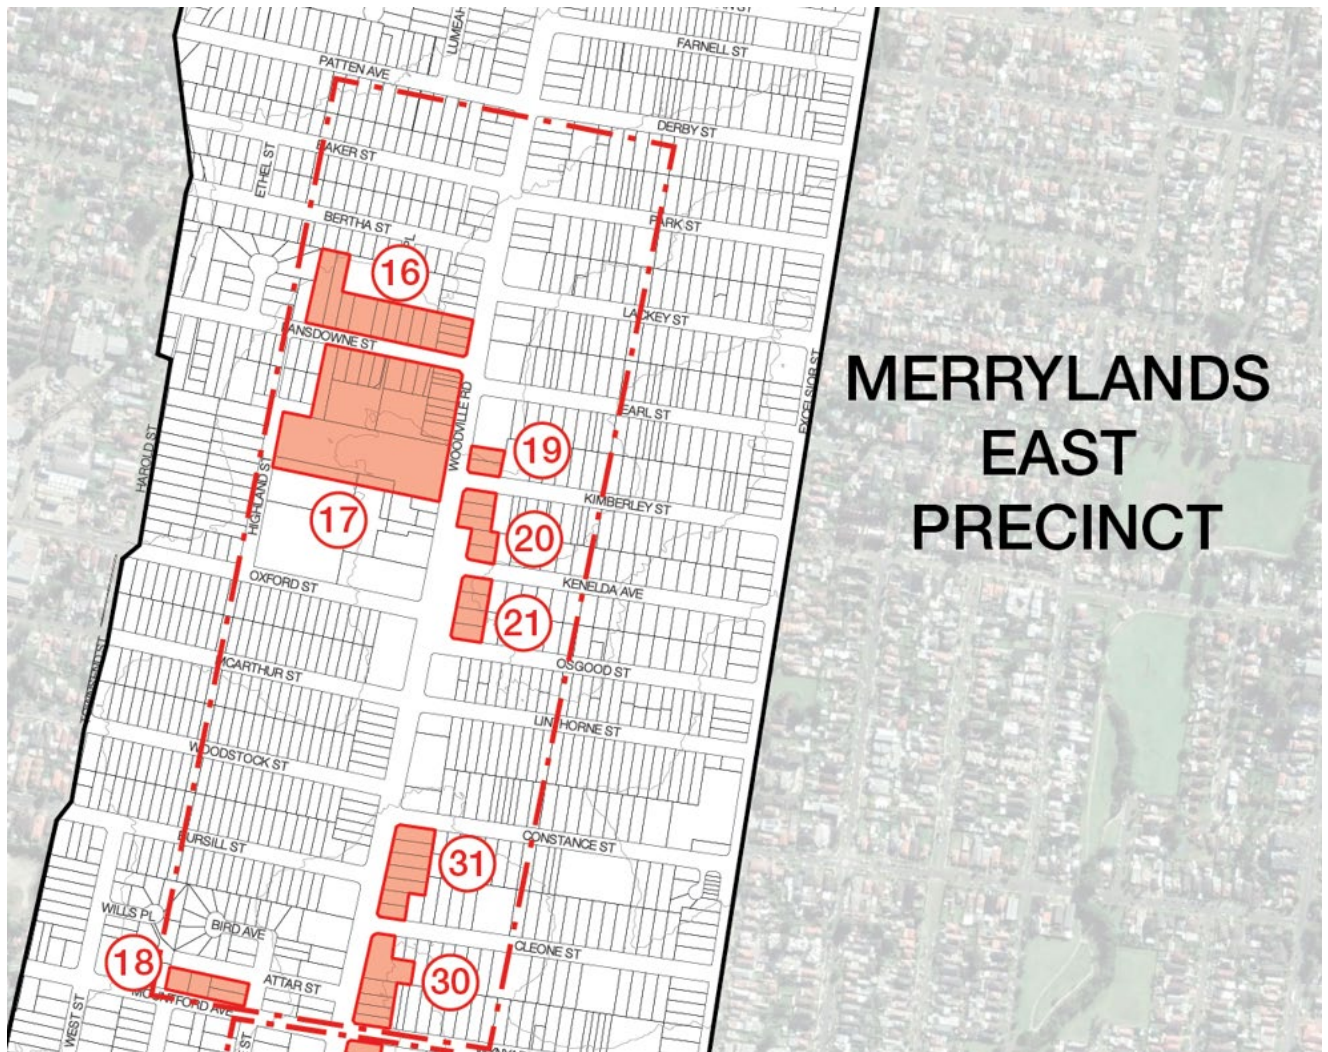 FARNELL ST
PATTEN AVE
DERBY ST
BAKER ST
ETHEL ST
PARK ST
BERTHA ST
PL
16
LACKEY ST
LANSDOWNE ST
EXCELSIOR ST
MERRYLANDS
EAST
PRECINCT
WOODVILLE RD
EARL ST
HAROLD ST
19
HIGHLAND ST
KIMBERLEY ST
17
20
OXFORD ST
KENELDA AVE
21
MCARTHUR ST
OSGOOD ST
LINTHORNE ST
WOODSTOCK ST
BURSILL ST
CONSTANCE ST
31
WILLS PL
BIRD AVE
CLEONE ST
18
ATTAR ST
30
MOUNTFORD AVE
WEST ST
ST